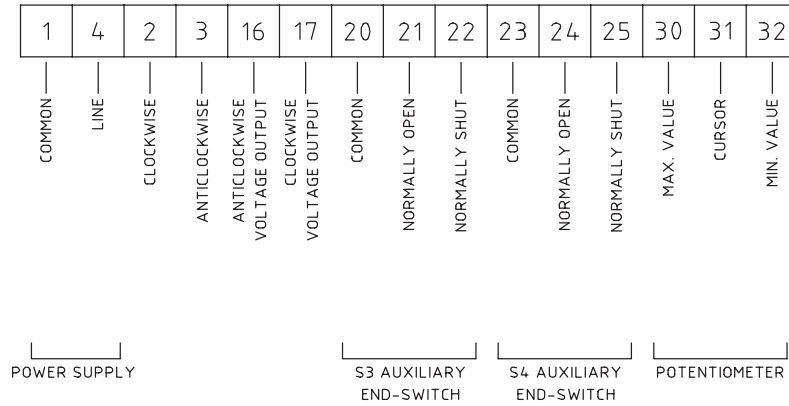 1 4 2 3 16 17 20 21 22 23 24 25 30 31 32
COMMON
LINE
CLOCKWISE
ANTICLOCKWISE
ANTICLOCKWISE
VOLTAGE OUTPUT
CLOCKWISE
VOLTAGE OUTPUT
COMMON
NORMALLY OPEN
NORMALLY SHUT
COMMON
NORMALLY OPEN
NORMALLY SHUT
MAX. VALUE
CURSOR
MIN. VALUE
POWER SUPPLY
S3 AUXILIARY
END-SWITCH
S4 AUXILIARY
END-SWITCH
POTENTIOMETER